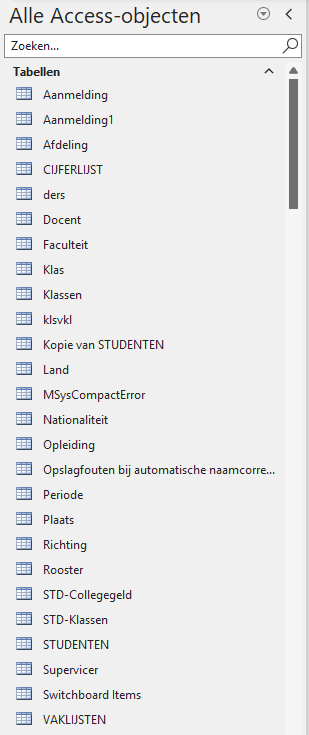 Alle Access-objecten
Zoeken...
Tabellen
Aanmelding
Aanmelding1
Afdeling
CIJFERLIJST
ders
Docent
Faculteit
Klas
Klassen
klsvkl
Kopie van STUDENTEN
Land
MSysCompactError
Nationaliteit
Opleiding
Opslagfouten bij automatische naamcorre...
Periode
Plaats
Richting
Rooster
STD-Collegegeld
STD-Klassen
STUDENTEN
Supervicer
Switchboard Items
VAKLIJSTEN